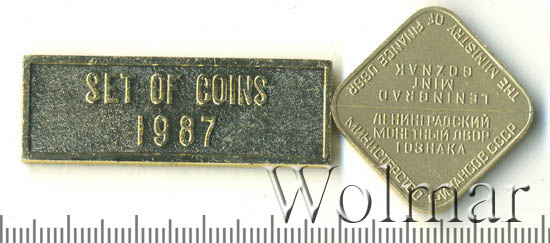 SET OF COINS
1987
THE MINISTRY OF FINANCE USSR
LENINGRAD
MINT
GOZNAK
ЛЕНИНГРАДСКИЙ
МОНЕТНЫЙ ДВОР
ГОЗНАКА
МИНИСТЕРСТВО ФИНАНСОВ СССР
Wolmar